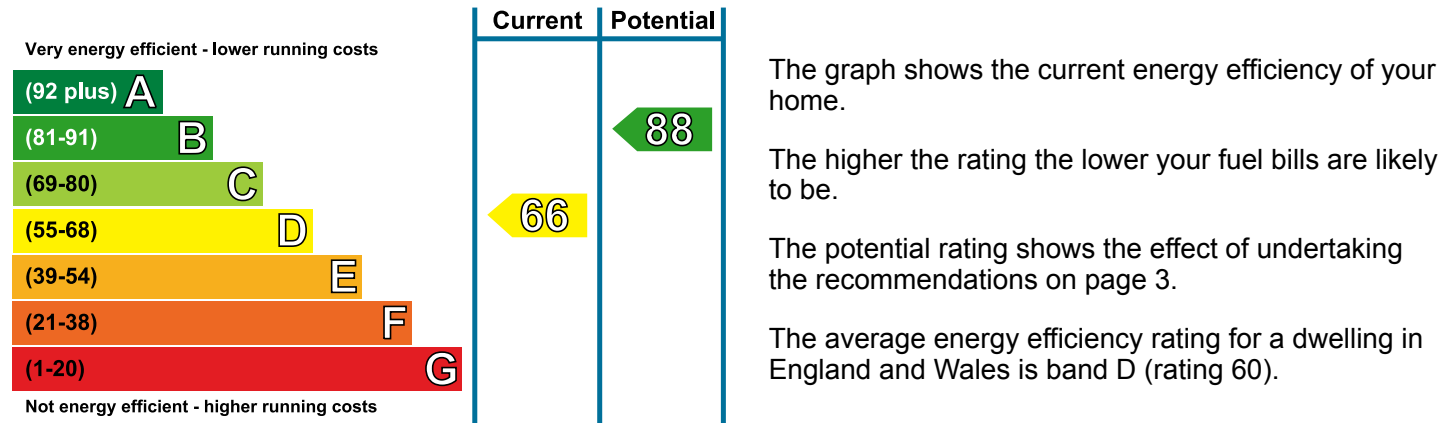 Current Potential
Very energy efficient - lower running costs
(92 plus) A
(81-91) B
(69-80) C
(55-68) D
(39-54) E
(21-38) F
(1-20) G
Not energy efficient - higher running costs
66
88
The graph shows the current energy efficiency of your
home.
The higher the rating the lower your fuel bills are likely
to be.
The potential rating shows the effect of undertaking
the recommendations on page 3.
The average energy efficiency rating for a dwelling in
England and Wales is band D (rating 60).